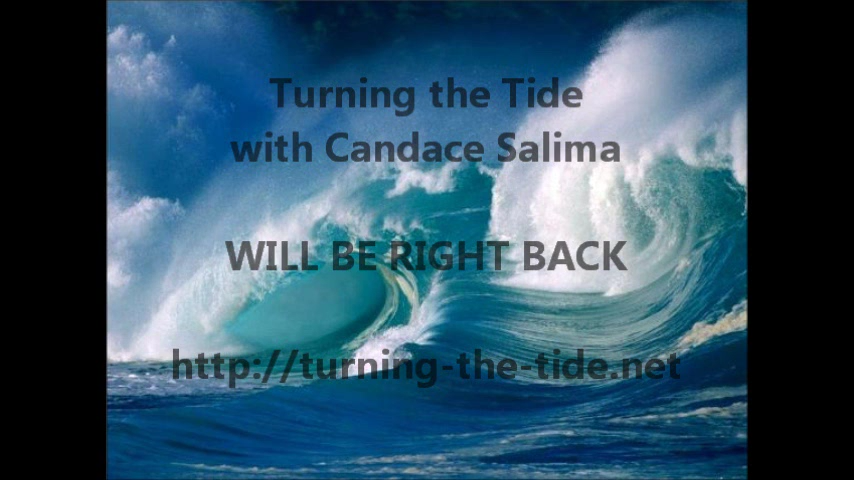 Turning the Tide
with Candace Salima
WILL BE RIGHT BACK
http://turning-the-tide.net